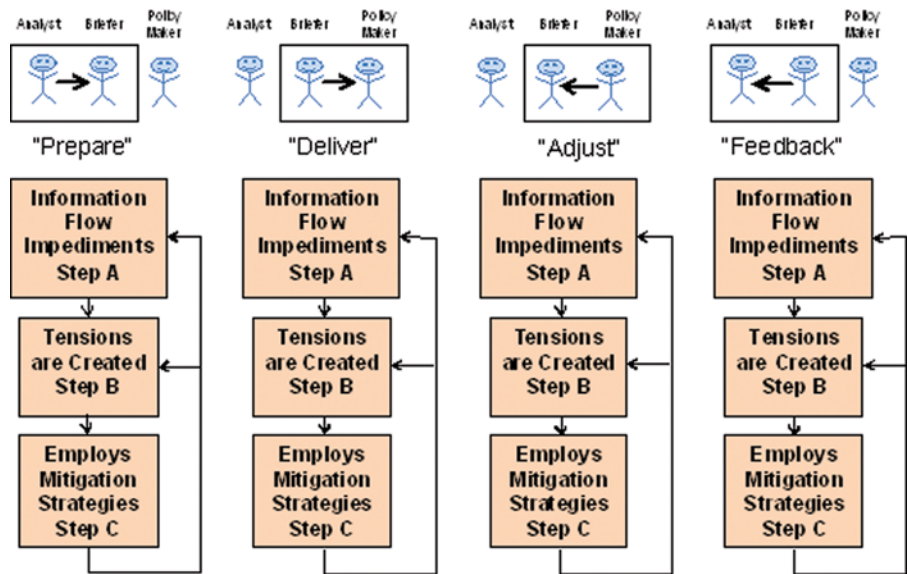 Analyst Briefer Policy Maker
Analyst Briefer Policy Maker
Analyst Briefer Policy Maker
Analyst Briefer Policy Maker
"Prepare"
"Deliver"
"Adjust"
"Feedback"
Information
Flow
Impediments
Step A
Tensions
are Created
Step B
Employs
Mitigation
Strategies
Step C
Information
Flow
Impediments
Step A
Tensions
are Created
Step B
Employs
Mitigation
Strategies
Step C
Information
Flow
Impediments
Step A
Tensions
are Created
Step B
Employs
Mitigation
Strategies
Step C
Information
Flow
Impediments
Step A
Tensions
are Created
Step B
Employs
Mitigation
Strategies
Step C